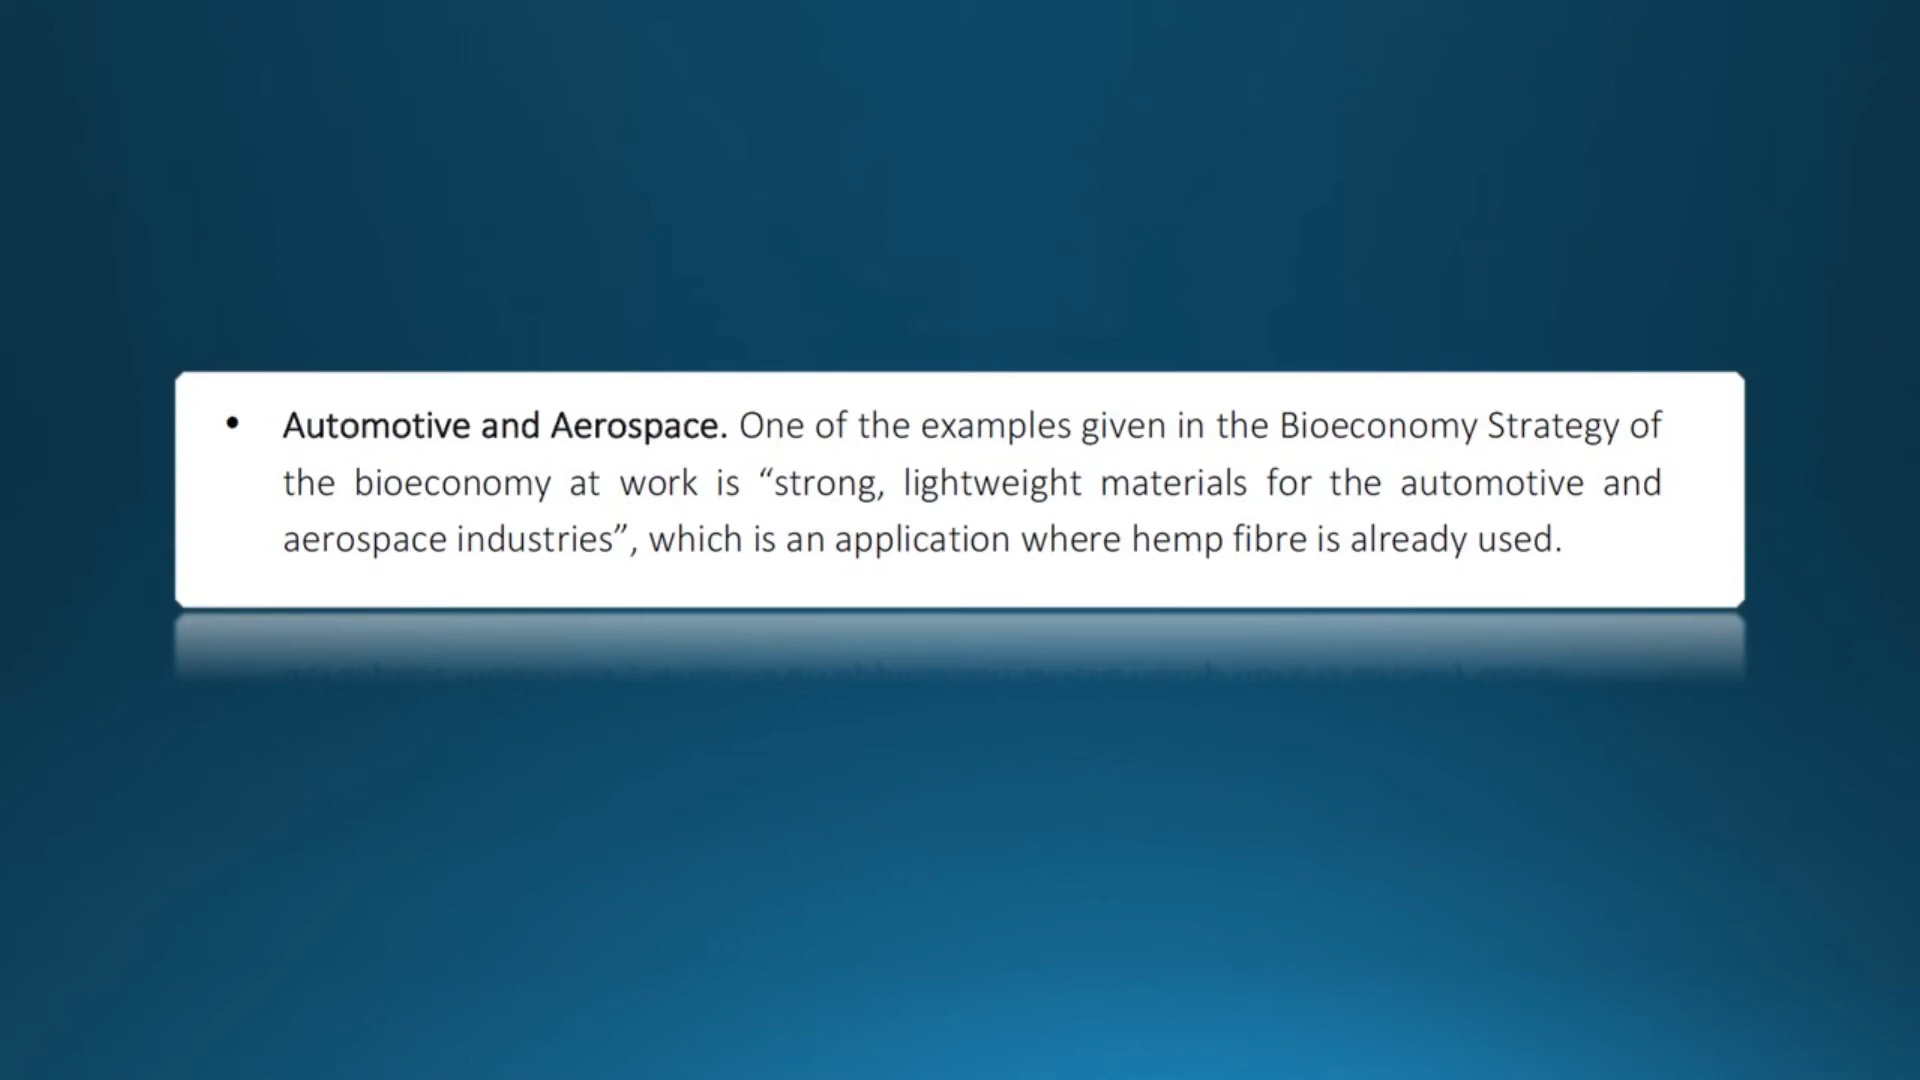 • Automotive and Aerospace. One of the examples given in the Bioeconomy Strategy of
the bioeconomy at work is “strong, lightweight materials for the automotive and
aerospace industries”, which is an application where hemp fibre is already used.